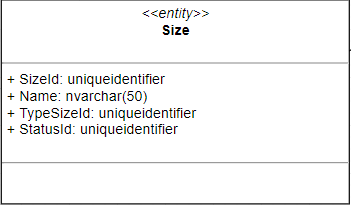 <<entity>>
Size
+ SizeId: uniqueidentifier
+ Name: nvarchar(50)
+ TypeSizeId: uniqueidentifier
+ StatusId: uniqueidentifier